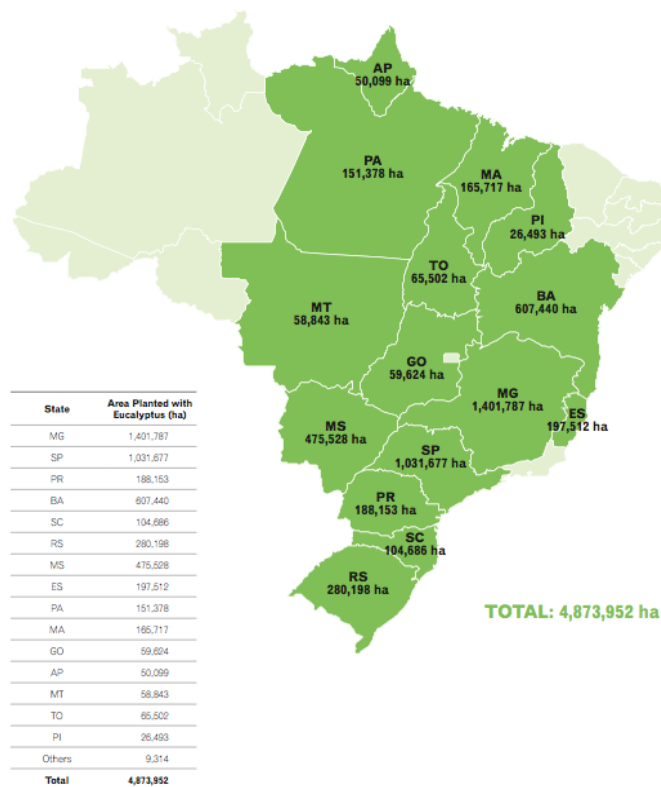 AP
50,099 ha
PA
151,378 ha
MA
165,717 ha
PI
26,493 ha
TO
65,502 ha
BA
607,440 ha
MT
58,843 ha
GO
59,624 ha
MG
1,401,787 ha
ES
197,512 ha
MS
475,528 ha
SP
1,031,677 ha
PR
188,153 ha
SC
104,686 ha
RS
280,198 ha
TOTAL: 4,873,952 ha
State Area Planted with
Eucalyptus (ha)
MG 1,401,787
SP 1,031,677
PR 188,153
BA 607,440
SC 104,686
RS 280,198
MS 475,528
ES 197,512
PA 151,378
MA 165,717
GO 59,624
AP 50,099
MT 58,843
TO 65,502
PI 26,493
Others 9,314
Total 4,873,952